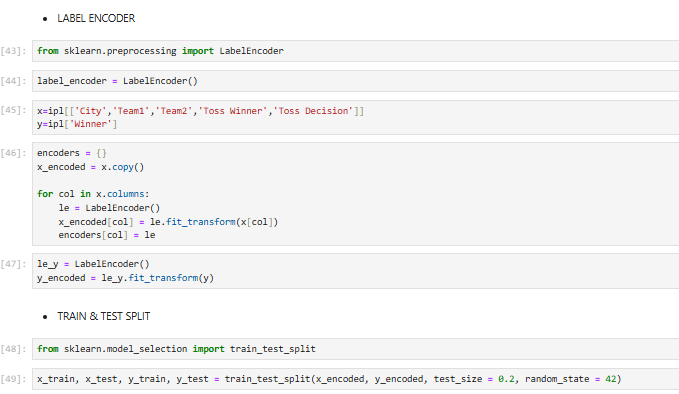 • LABEL ENCODER
[43]: from sklearn.preprocessing import LabelEncoder
[44]: label_encoder = LabelEncoder()
[45]: x=ipl[['City','Team1','Team2','Toss Winner','Toss Decision']]
y=ipl['Winner']
[46]: encoders = {}
x_encoded = x.copy()
for col in x.columns:
    le = LabelEncoder()
    x_encoded[col] = le.fit_transform(x[col])
    encoders[col] = le
[47]: le_y = LabelEncoder()
y_encoded = le_y.fit_transform(y)
• TRAIN & TEST SPLIT
[48]: from sklearn.model_selection import train_test_split
[49]: x_train, x_test, y_train, y_test = train_test_split(x_encoded, y_encoded, test_size = 0.2, random_state = 42)